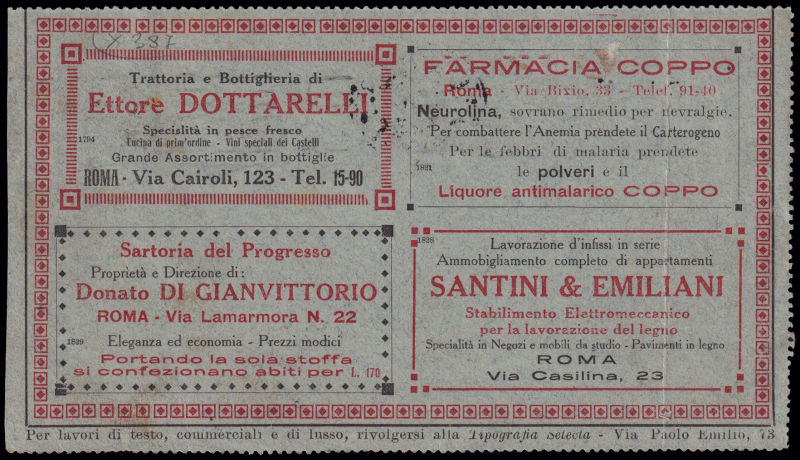 X 387
Trattoria e Bottiglieria di
Ettore DOTTARELLI
Specislità in pesce fresco
1794
Cucina di prim'ordine - Vini speciali dei Castelli
Grande Assortimento in bottiglie
ROMA - Via Cairoli, 123 - Tel. 15-90
FARMACIA COPPO
Roma - Via Bixio, 33 - Telef. 91-40
Neurolina, sovrano rimedio per nevralgie.
Per combattere l'Anemia prendete il Carterogeno
Per le febbri di malaria prendete
1821
le polveri e il
Liquore antimalarico COPPO
Sartoria del Progresso
Proprietà e Direzione di:
Donato DI GIANVITTORIO
ROMA - Via Lamarmora N. 22
1829
Eleganza ed economia - Prezzi modici
Portando la sola stoffa
si confezionano abiti per L. 170
1828
Lavorazione d'infissi in serie
Ammobigliamento completo di appartamenti
SANTINI & EMILIANI
Stabilimento Elettromeccanico
per la lavorazione del legno
Specialità in Negozi e mobili da studio - Pavimenti in legno
ROMA
Via Casilina, 23
Per lavori di testo, commerciali e di lusso, rivolgersi alla Tipografia Selecta - Via Paolo Emilio, 73